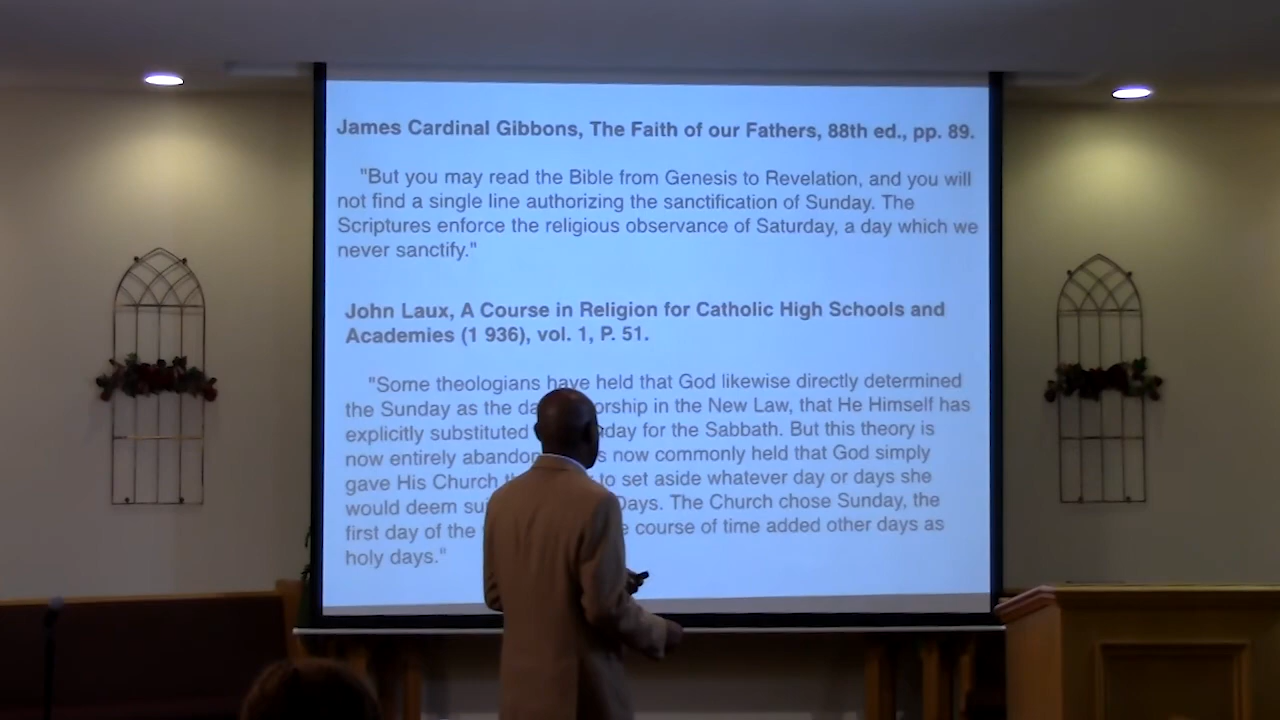 James Cardinal Gibbons, The Faith of our Fathers, 88th ed., pp. 89.
"But you may read the Bible from Genesis to Revelation, and you will
not find a single line authorizing the sanctification of Sunday. The
Scriptures enforce the religious observance of Saturday, a day which we
never sanctify."
John Laux, A Course in Religion for Catholic High Schools and
Academies (1 936), vol. 1, P. 51.
"Some theologians have held that God likewise directly determined
the Sunday as the in the New Law, that He Himself has
explicitly substituted for the Sabbath. But this theory is
now entirely now commonly held that God simply
gave His Church to set aside whatever day or days she
would deem Days. The Church chose Sunday, the
first day of the course of time added other days as
holy days."